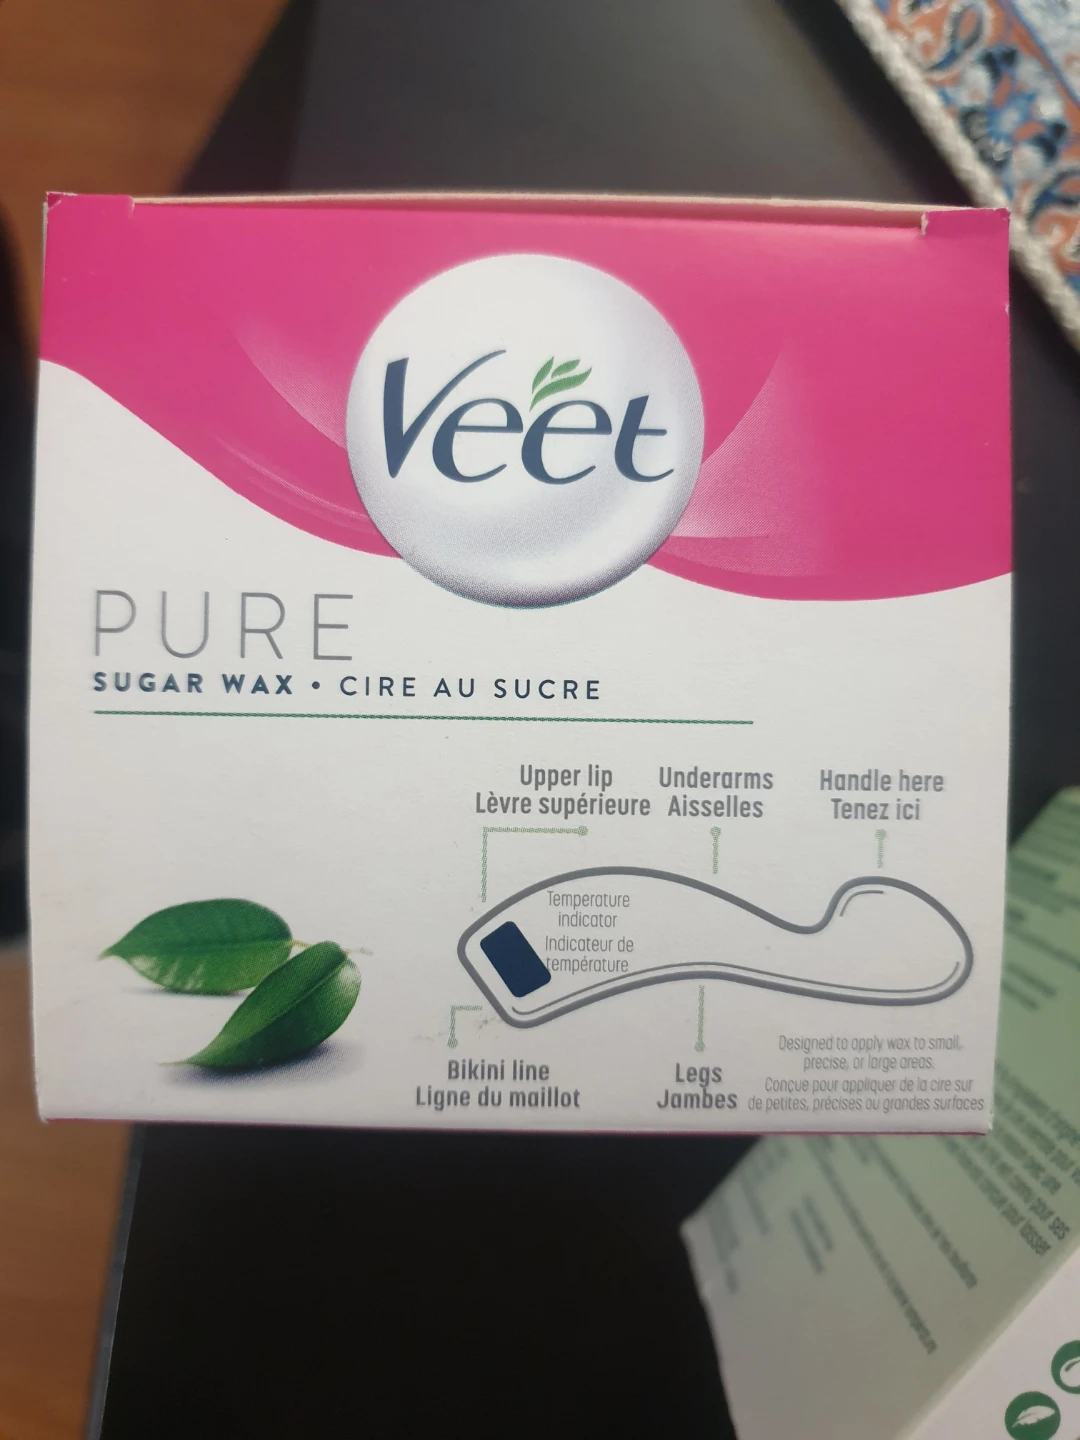 Veet
PURE
SUGAR WAX • CIRE AU SUCRE
Upper lip
Lèvre supérieure
Underarms
Aisselles
Handle here
Tenez ici
Temperature
indicator
Indicateur de
température
Bikini line
Ligne du maillot
Legs
Jambes
Designed to apply wax to small,
precise, or large areas.
Conçue pour appliquer de la cire sur
de petites, précises ou grandes surfaces